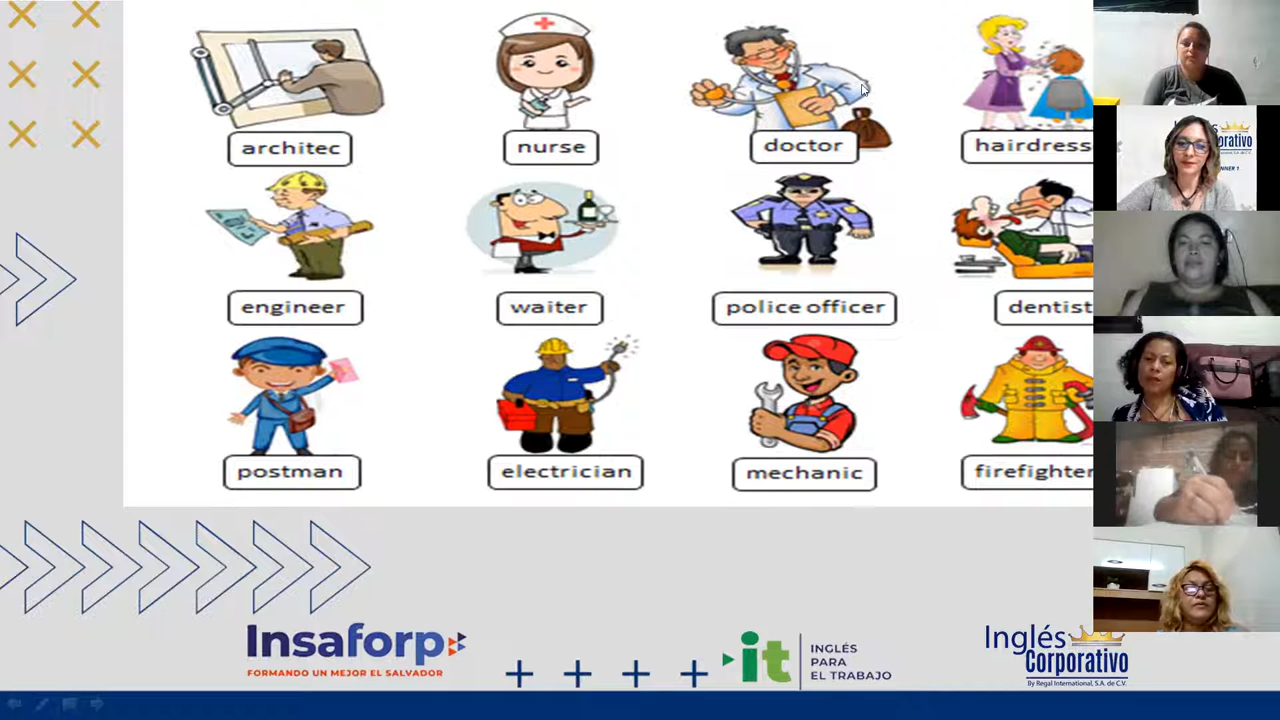 architec
nurse
doctor
hairdress
engineer
waiter
police officer
dentist
postman
electrician
mechanic
firefighter
Insaforp
FORMANDO UN MEJOR EL SALVADOR
it
INGLÉS
PARA
EL TRABAJO
Inglés
Corporativo
By Regal International, S.A. de C.V.